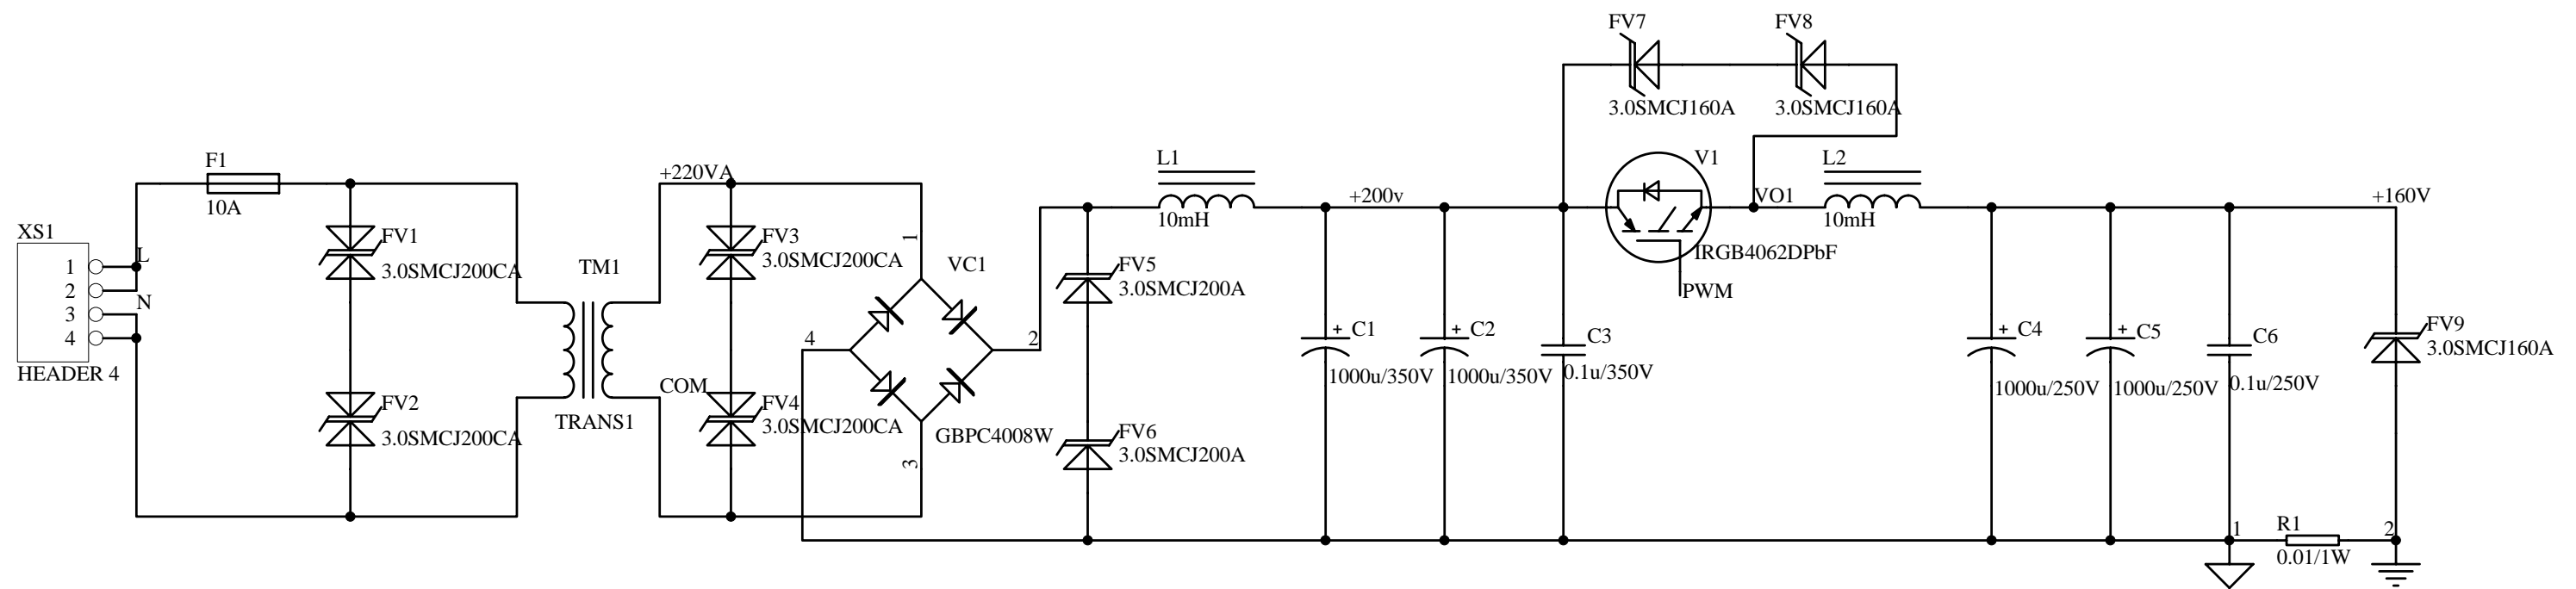 FV7
FV8
3.0SMCJ160A
3.0SMCJ160A
F1
10A
+220VA
L1
10mH
+200v
V1
VO1
L2
10mH
+160V
IRGB4062DPbF
PWM
XS1
1
2
3
4
L
N
HEADER 4
FV1
3.0SMCJ200CA
FV2
3.0SMCJ200CA
TM1
TRANS1
FV3
3.0SMCJ200CA
COM
FV4
3.0SMCJ200CA
1
VC1
4
2
3
GBPC4008W
FV5
3.0SMCJ200A
FV6
3.0SMCJ200A
+ C1
1000u/350V
+ C2
1000u/350V
C3
0.1u/350V
+ C4
1000u/250V
+ C5
1000u/250V
C6
0.1u/250V
FV9
3.0SMCJ160A
1
R1
2
0.01/1W